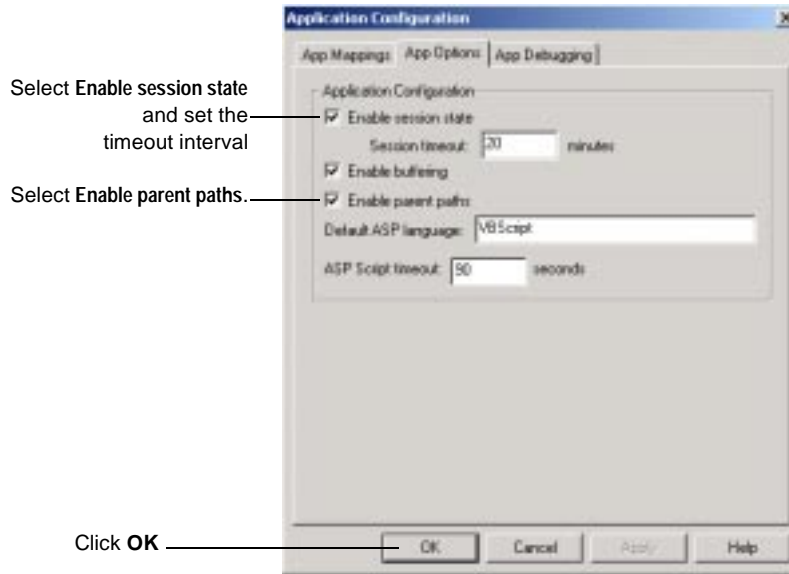 Application Configuration
App Mappings App Options App Debugging
Select Enable session state
and set the
timeout interval
Application Configuration
Enable session state
Session timeout: 20 minutes
Enable buffering
Select Enable parent paths.
Enable parent paths
Default ASP language: VBScript
ASP Script timeout: 90 seconds
Click OK
OK Cancel Apply Help